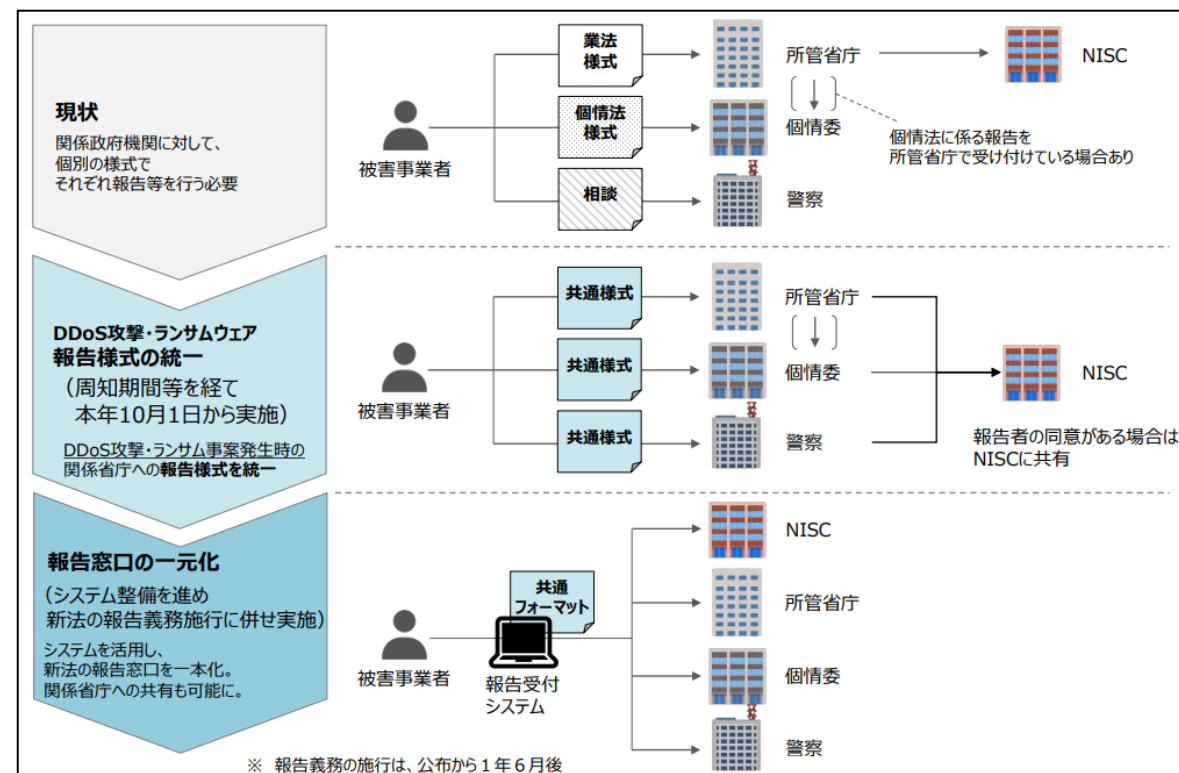 現状
関係政府機関に対して、
個別の様式で
それぞれ報告等を行う必要
被害事業者
業法
様式
個情法
様式
相談
所管省庁
個情委
警察
NISC
個情法に係る報告を
所管省庁で受け付けている場合あり
DDoS攻撃・ランサムウェア
報告様式の統一
（周知期間等を経て
本年10月1日から実施）
DDoS攻撃・ランサム事案発生時の
関係省庁への報告様式を統一
被害事業者
共通様式
共通様式
共通様式
所管省庁
個情委
警察
NISC
報告者の同意がある場合は
NISCに共有
報告窓口の一元化
（システム整備を進め
新法の報告義務施行に併せ実施）
システムを活用し、
新法の報告窓口を一本化。
関係省庁への共有も可能に。
被害事業者
共通
フォーマット
報告受付
システム
NISC
所管省庁
個情委
警察
※ 報告義務の施行は、公布から１年６月後